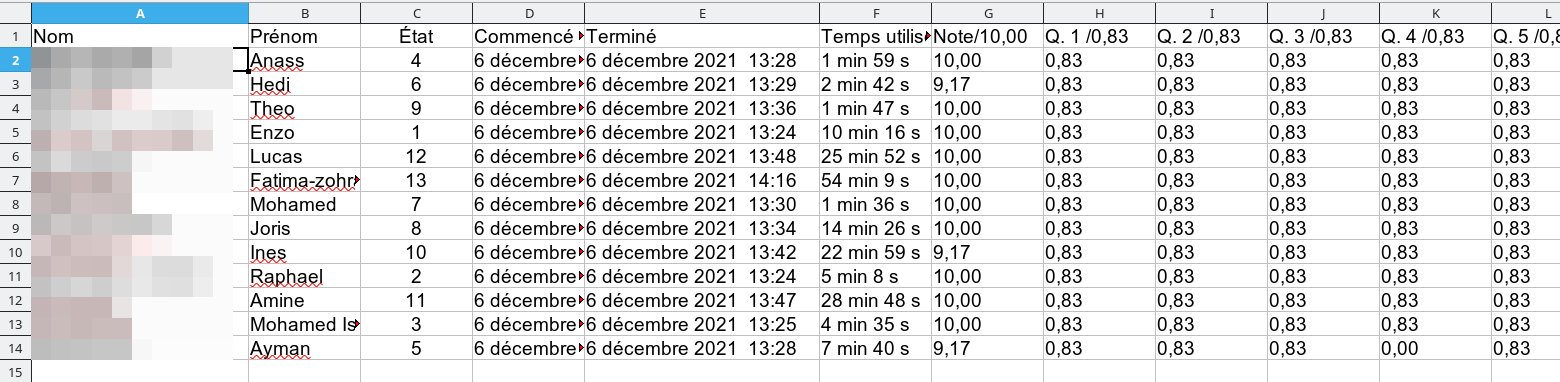 A B C D E F G H I J K L
1 Nom Prénom État Commencé Terminé Temps utilis Note/10,00 Q. 1 /0,83 Q. 2 /0,83 Q. 3 /0,83 Q. 4 /0,83 Q. 5 /0,8
2 Anass 4 6 décembre 6 décembre 2021 13:28 1 min 59 s 10,00 0,83 0,83 0,83 0,83 0,83
3 Hedi 6 6 décembre 6 décembre 2021 13:29 2 min 42 s 9,17 0,83 0,83 0,83 0,83 0,83
4 Theo 9 6 décembre 6 décembre 2021 13:36 1 min 47 s 10,00 0,83 0,83 0,83 0,83 0,83
5 Enzo 1 6 décembre 6 décembre 2021 13:24 10 min 16 s 10,00 0,83 0,83 0,83 0,83 0,83
6 Lucas 12 6 décembre 6 décembre 2021 13:48 25 min 52 s 10,00 0,83 0,83 0,83 0,83 0,83
7 Fatima-zohr 13 6 décembre 6 décembre 2021 14:16 54 min 9 s 10,00 0,83 0,83 0,83 0,83 0,83
8 Mohamed 7 6 décembre 6 décembre 2021 13:30 1 min 36 s 10,00 0,83 0,83 0,83 0,83 0,83
9 Joris 8 6 décembre 6 décembre 2021 13:34 14 min 26 s 10,00 0,83 0,83 0,83 0,83 0,83
10 Ines 10 6 décembre 6 décembre 2021 13:42 22 min 59 s 9,17 0,83 0,83 0,83 0,83 0,83
11 Raphael 2 6 décembre 6 décembre 2021 13:24 5 min 8 s 10,00 0,83 0,83 0,83 0,83 0,83
12 Amine 11 6 décembre 6 décembre 2021 13:47 28 min 48 s 10,00 0,83 0,83 0,83 0,83 0,83
13 Mohamed Is 3 6 décembre 6 décembre 2021 13:25 4 min 35 s 10,00 0,83 0,83 0,83 0,83 0,83
14 Ayman 5 6 décembre 6 décembre 2021 13:28 7 min 40 s 9,17 0,83 0,83 0,83 0,00 0,83
15